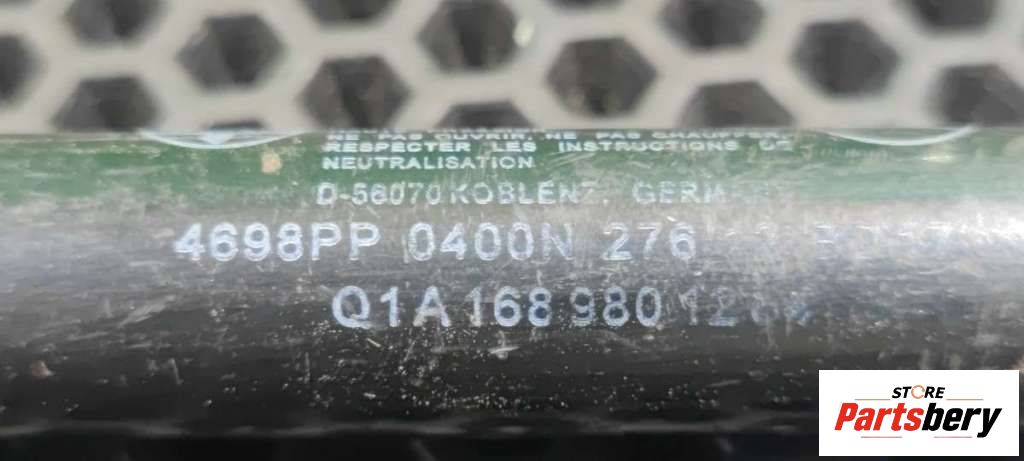 NE PAS OUVRIR, NE PAS CHAUFFER,
RESPECTER LES INSTRUCTIONS DE
NEUTRALISATION
D-56070 KOBLENZ, GERMANY
4698PP 0400N 276
Q1A 168 980
STORE
Partsbery